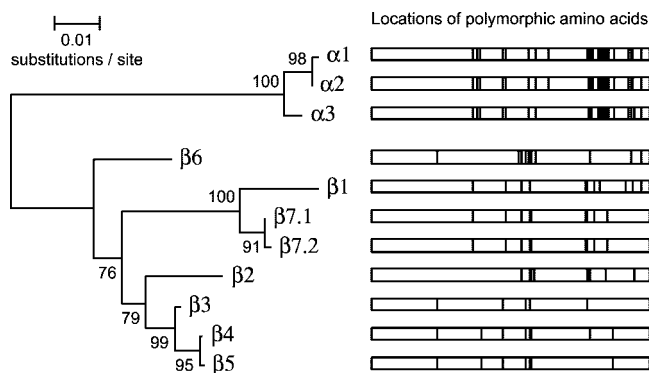 Locations of polymorphic amino acids
0.01
substitutions / site
98
α1
100
α2
α3
β6
100
β1
β7.1
91
β7.2
76
β2
79
β3
99
β4
95
β5